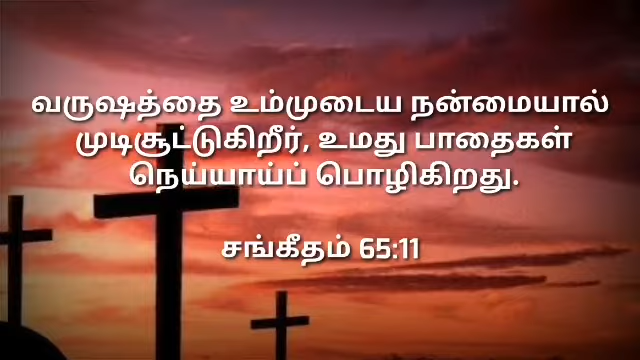 வருஷத்தை உம்முடைய நன்மையால்
முடிசூட்டுகிறீர், உமது பாதைகள்
நெய்யாய்ப் பொழிகிறது.
சங்கீதம் 65:11